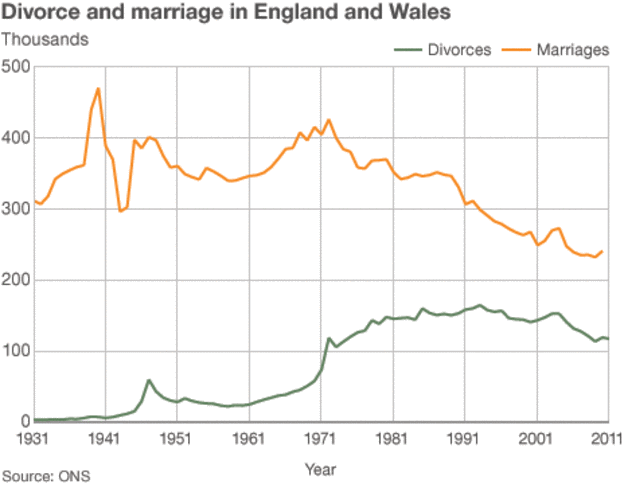 Divorce and marriage in England and Wales
Thousands
Divorces Marriages
500
400
300
200
100
0
1931 1941 1951 1961 1971 1981 1991 2001 2011
Year
Source: ONS